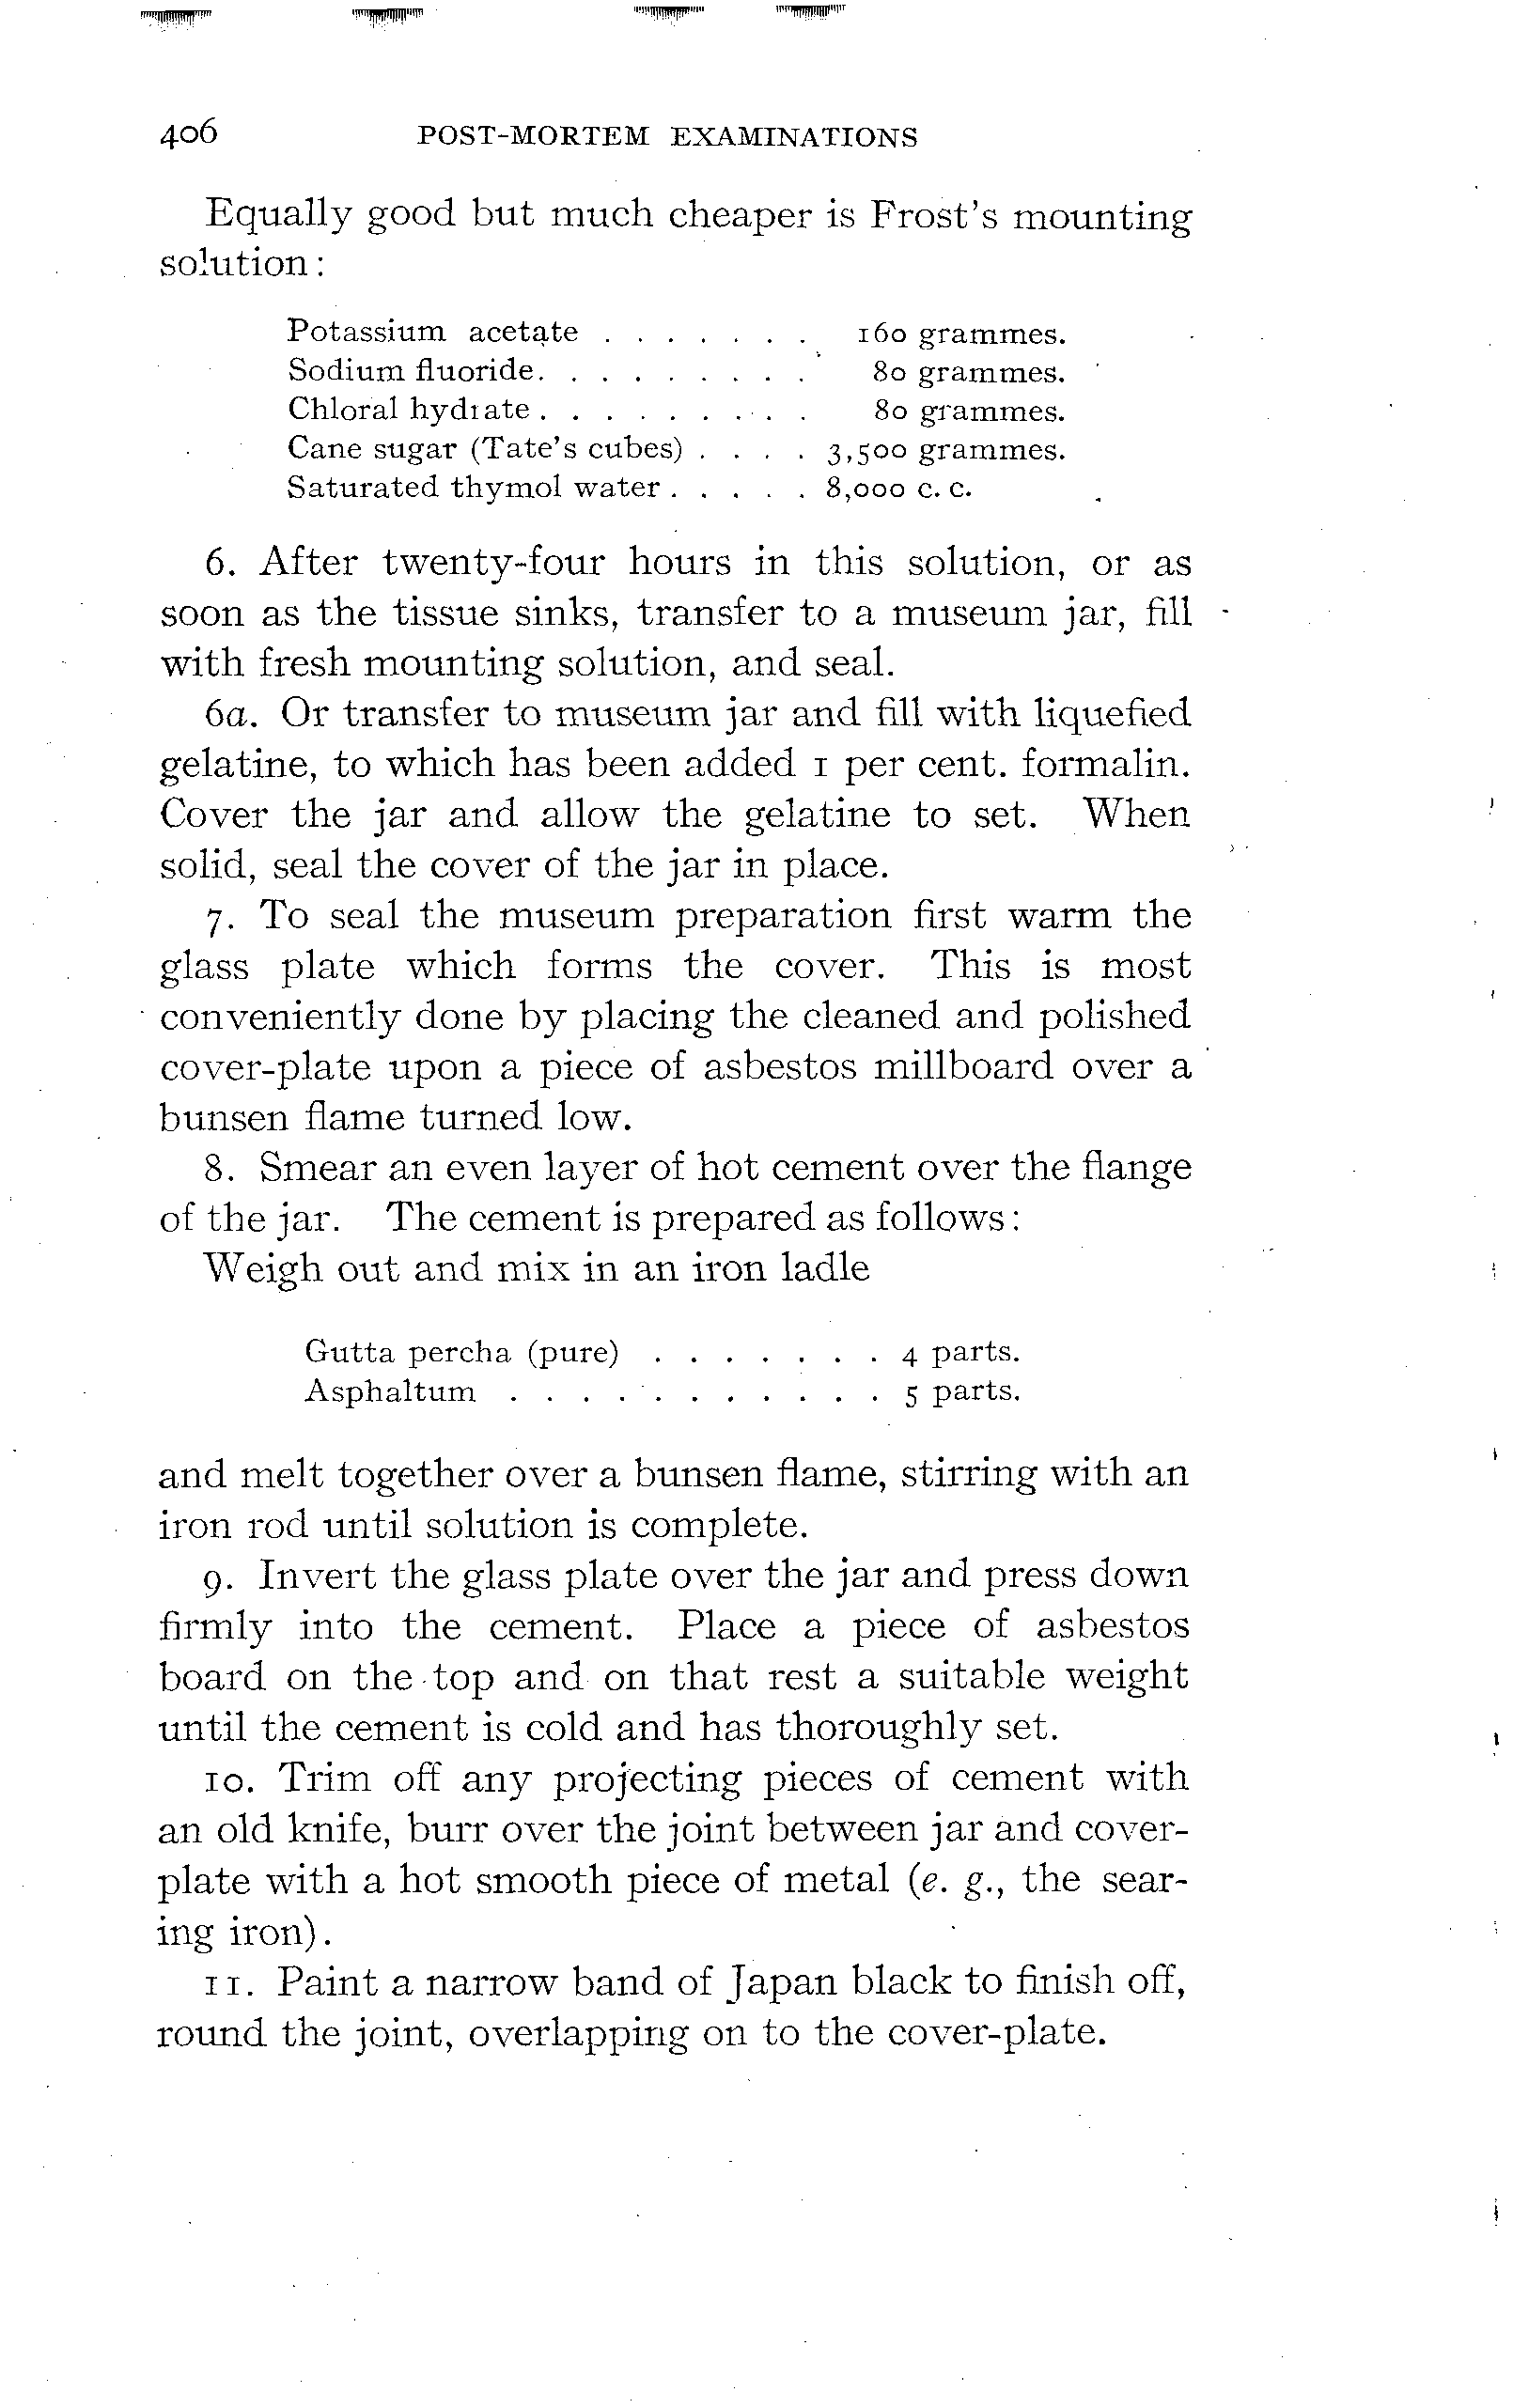 406 POST-MORTEM EXAMINATIONS
Equally good but much cheaper is Frost's mounting
solution:
Potassium acetate . . . . . . . 160 grammes.
Sodium fluoride. . . . . . . . . 80 grammes.
Chloral hydrate . . . . . . . . . 80 grammes.
Cane sugar (Tate's cubes) . . . . 3,500 grammes.
Saturated thymol water . . . . . 8,000 c. c.
6. After twenty-four hours in this solution, or as
soon as the tissue sinks, transfer to a museum jar, fill
with fresh mounting solution, and seal.
6a. Or transfer to museum jar and fill with liquefied
gelatine, to which has been added 1 per cent. formalin.
Cover the jar and allow the gelatine to set. When
solid, seal the cover of the jar in place.
7. To seal the museum preparation first warm the
glass plate which forms the cover. This is most
conveniently done by placing the cleaned and polished
cover-plate upon a piece of asbestos millboard over a
bunsen flame turned low.
8. Smear an even layer of hot cement over the flange
of the jar. The cement is prepared as follows:
Weigh out and mix in an iron ladle
Gutta percha (pure) . . . . . . . 4 parts.
Asphaltum . . . . . . . . . . . 5 parts.
and melt together over a bunsen flame, stirring with an
iron rod until solution is complete.
9. Invert the glass plate over the jar and press down
firmly into the cement. Place a piece of asbestos
board on the top and on that rest a suitable weight
until the cement is cold and has thoroughly set.
10. Trim off any projecting pieces of cement with
an old knife, burr over the joint between jar and cover-
plate with a hot smooth piece of metal (e. g., the sear-
ing iron).
11. Paint a narrow band of Japan black to finish off,
round the joint, overlapping on to the cover-plate.